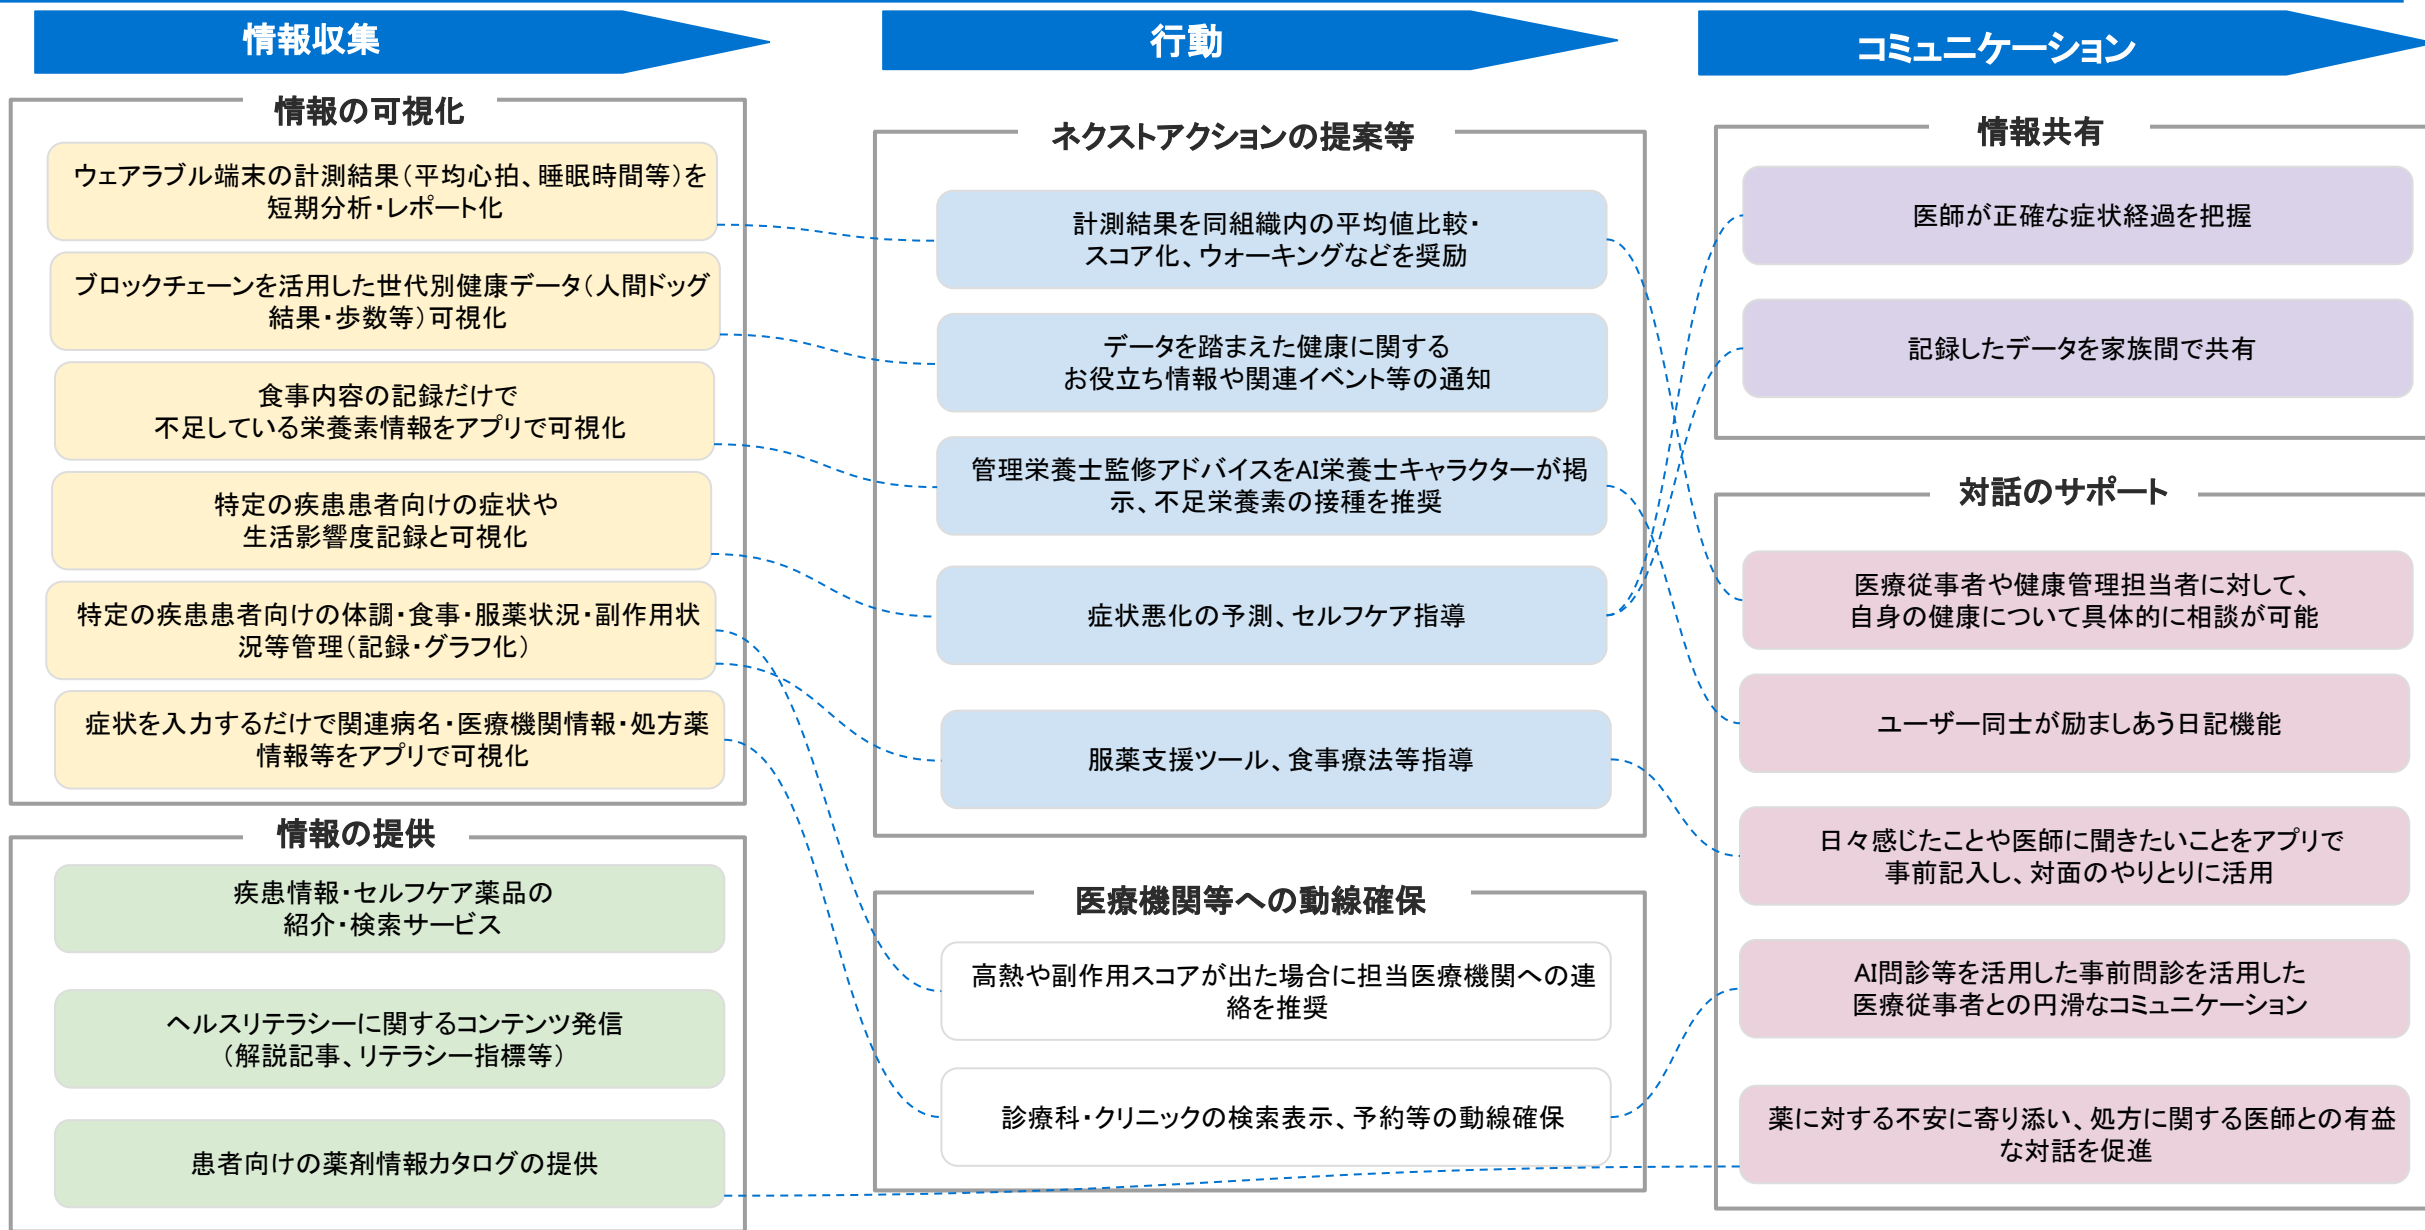 情報収集
行動
コミュニケーション
情報の可視化
ウェアラブル端末の計測結果（平均心拍、睡眠時間等）を
短期分析・レポート化
ブロックチェーンを活用した世代別健康データ（人間ドッグ
結果・歩数等）可視化
食事内容の記録だけで
不足している栄養素情報をアプリで可視化
特定の疾患患者向けの症状や
生活影響度記録と可視化
特定の疾患患者向けの体調・食事・服薬状況・副作用状
況等管理（記録・グラフ化）
症状を入力するだけで関連病名・医療機関情報・処方薬
情報等をアプリで可視化
情報の提供
疾患情報・セルフケア薬品の
紹介・検索サービス
ヘルスリテラシーに関するコンテンツ発信
（解説記事、リテラシー指標等）
患者向けの薬剤情報カタログの提供
ネクストアクションの提案等
計測結果を同組織内の平均値比較・
スコア化、ウォーキングなどを奨励
データを踏まえた健康に関する
お役立ち情報や関連イベント等の通知
管理栄養士監修アドバイスをAI栄養士キャラクターが掲
示、不足栄養素の接種を推奨
症状悪化の予測、セルフケア指導
服薬支援ツール、食事療法等指導
医療機関等への動線確保
高熱や副作用スコアが出た場合に担当医療機関への連
絡を推奨
診療科・クリニックの検索表示、予約等の動線確保
情報共有
医師が正確な症状経過を把握
記録したデータを家族間で共有
対話のサポート
医療従事者や健康管理担当者に対して、
自身の健康について具体的に相談が可能
ユーザー同士が励ましあう日記機能
日々感じたことや医師に聞きたいことをアプリで
事前記入し、対面のやりとりに活用
AI問診等を活用した事前問診を活用した
医療従事者との円滑なコミュニケーション
薬に対する不安に寄り添い、処方に関する医師との有益
な対話を促進